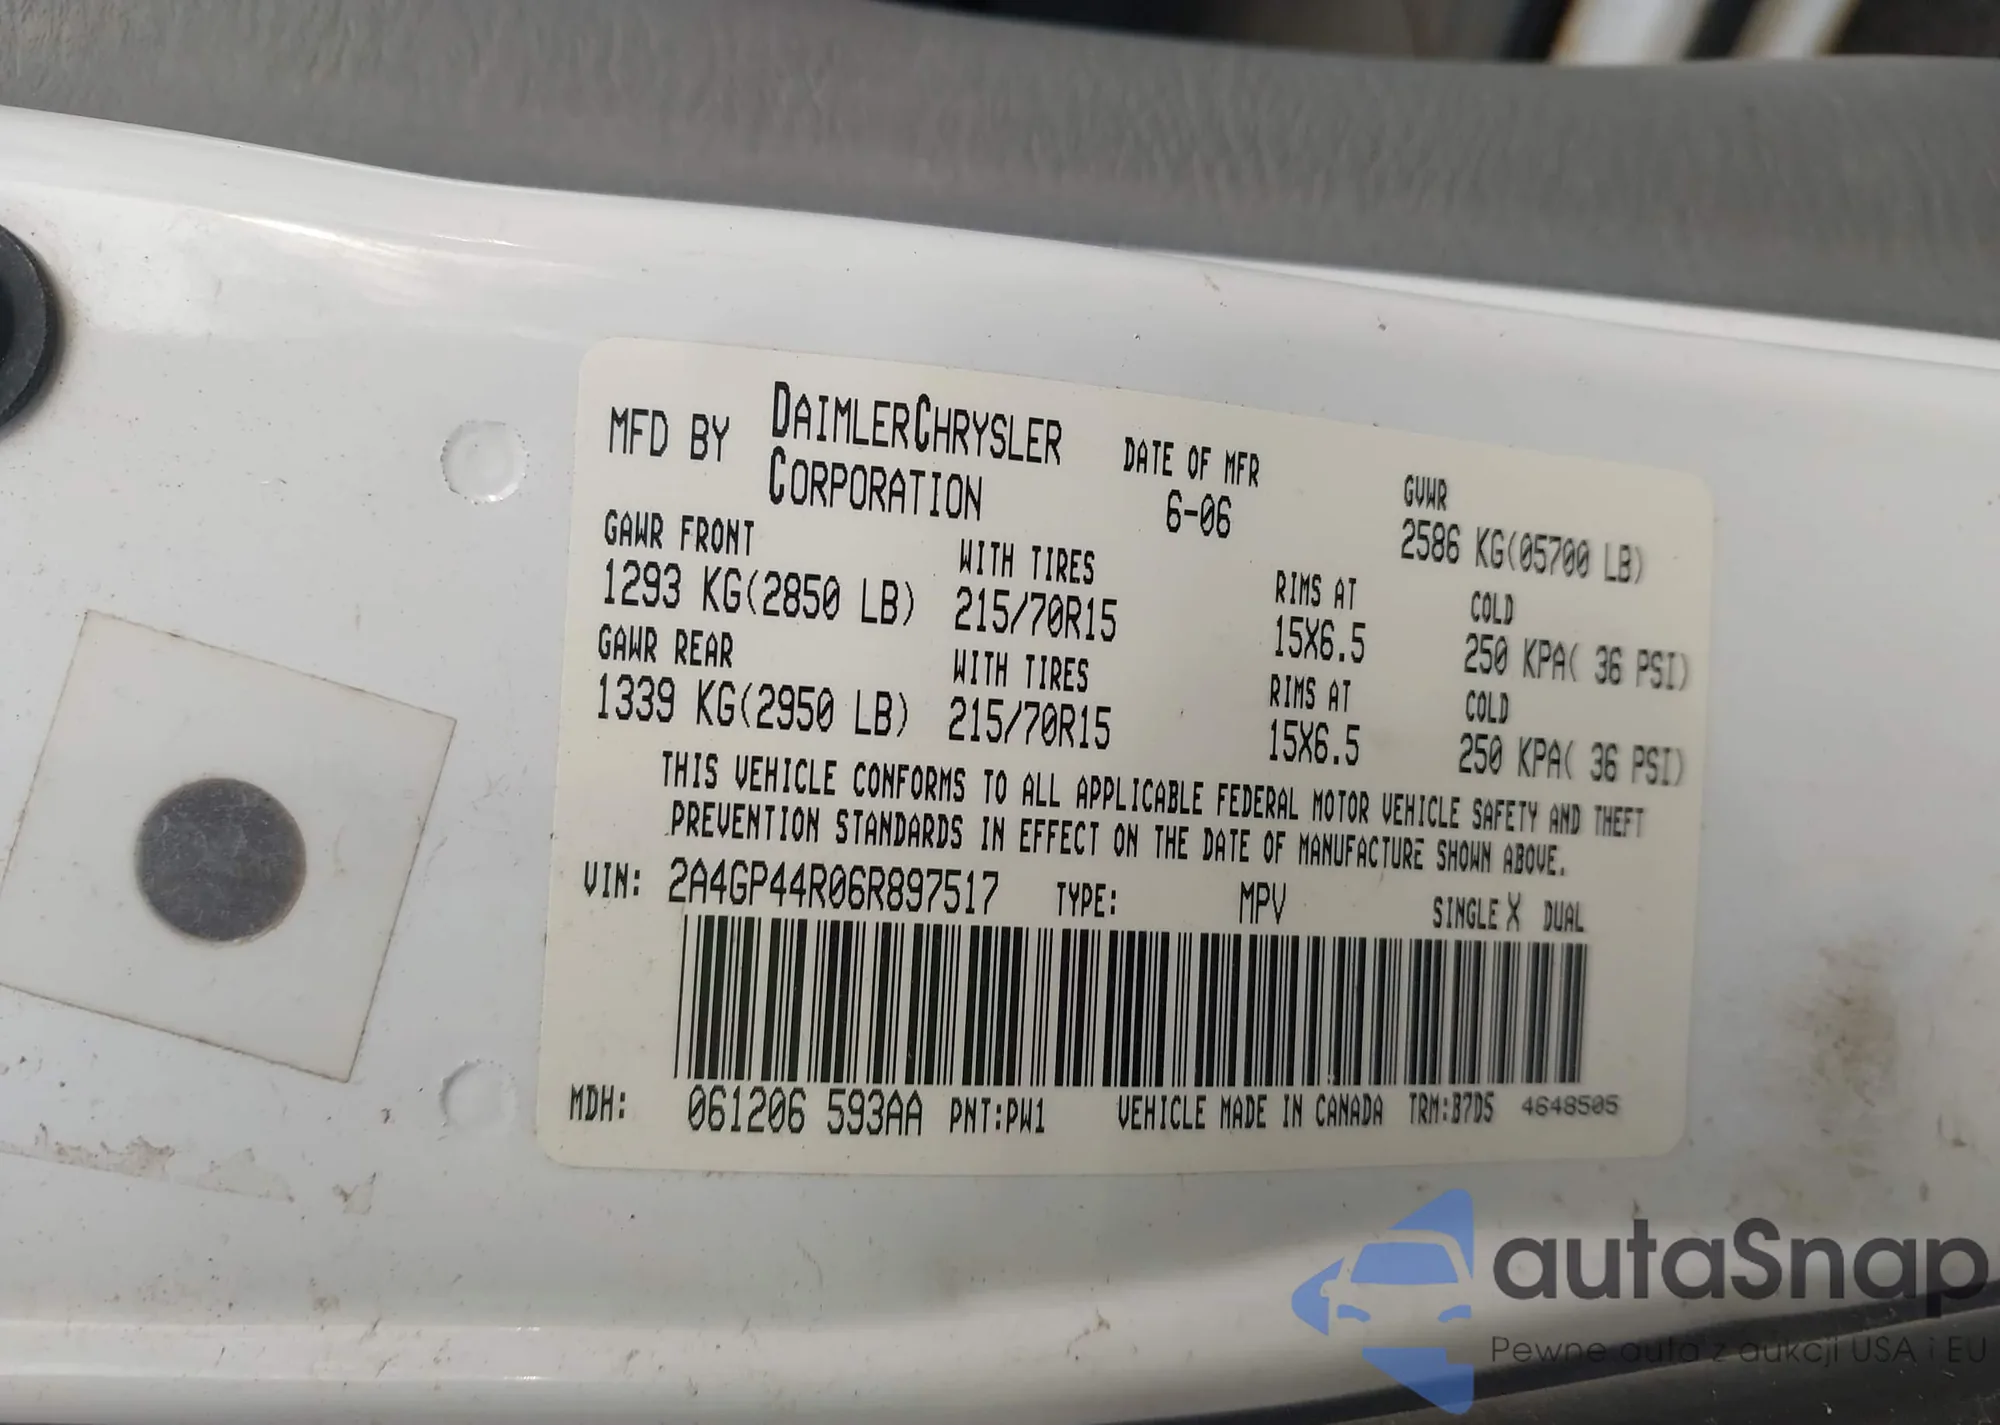 MFD BY DAIMLERCHRYSLER CORPORATION DATE OF MFR 6-06 GVWR 2586 KG(05700 LB)
GAWR FRONT WITH TIRES RIMS AT COLD
1293 KG(2850 LB) 215/70R15 15X6.5 250 KPA( 36 PSI)
GAWR REAR WITH TIRES RIMS AT COLD
1339 KG(2950 LB) 215/70R15 15X6.5 250 KPA( 36 PSI)
THIS VEHICLE CONFORMS TO ALL APPLICABLE FEDERAL MOTOR VEHICLE SAFETY AND THEFT
PREVENTION STANDARDS IN EFFECT ON THE DATE OF MANUFACTURE SHOWN ABOVE.
VIN: 2A4GP44R06R897517 TYPE: MPV SINGLE X DUAL
MDH: 061206 593AA PNT:PW1 VEHICLE MADE IN CANADA TRM:B7D5 4648505
autaSnap
Pewne auta z aukcji USA i EU